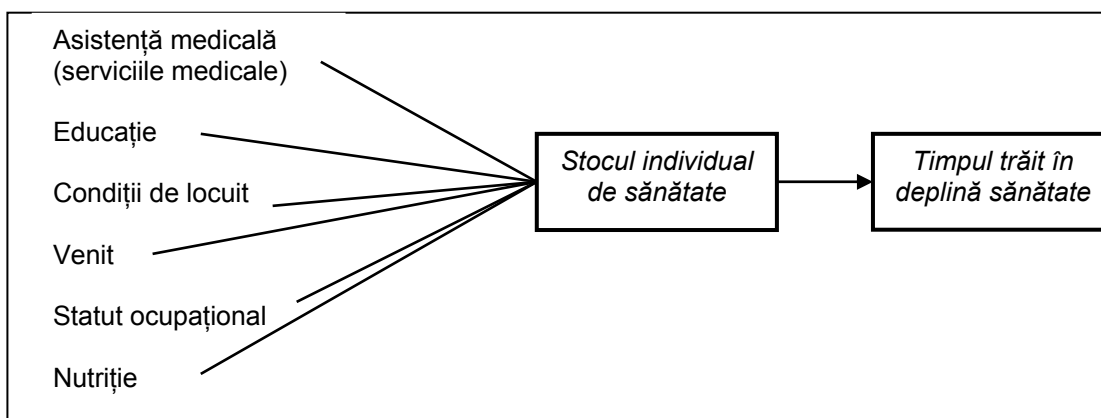 Asistență medicală
(serviciile medicale)
Educație
Condiții de locuit
Venit
Statut ocupațional
Nutriție
Stocul individual
de sănătate
Timpul trăit în
deplină sănătate